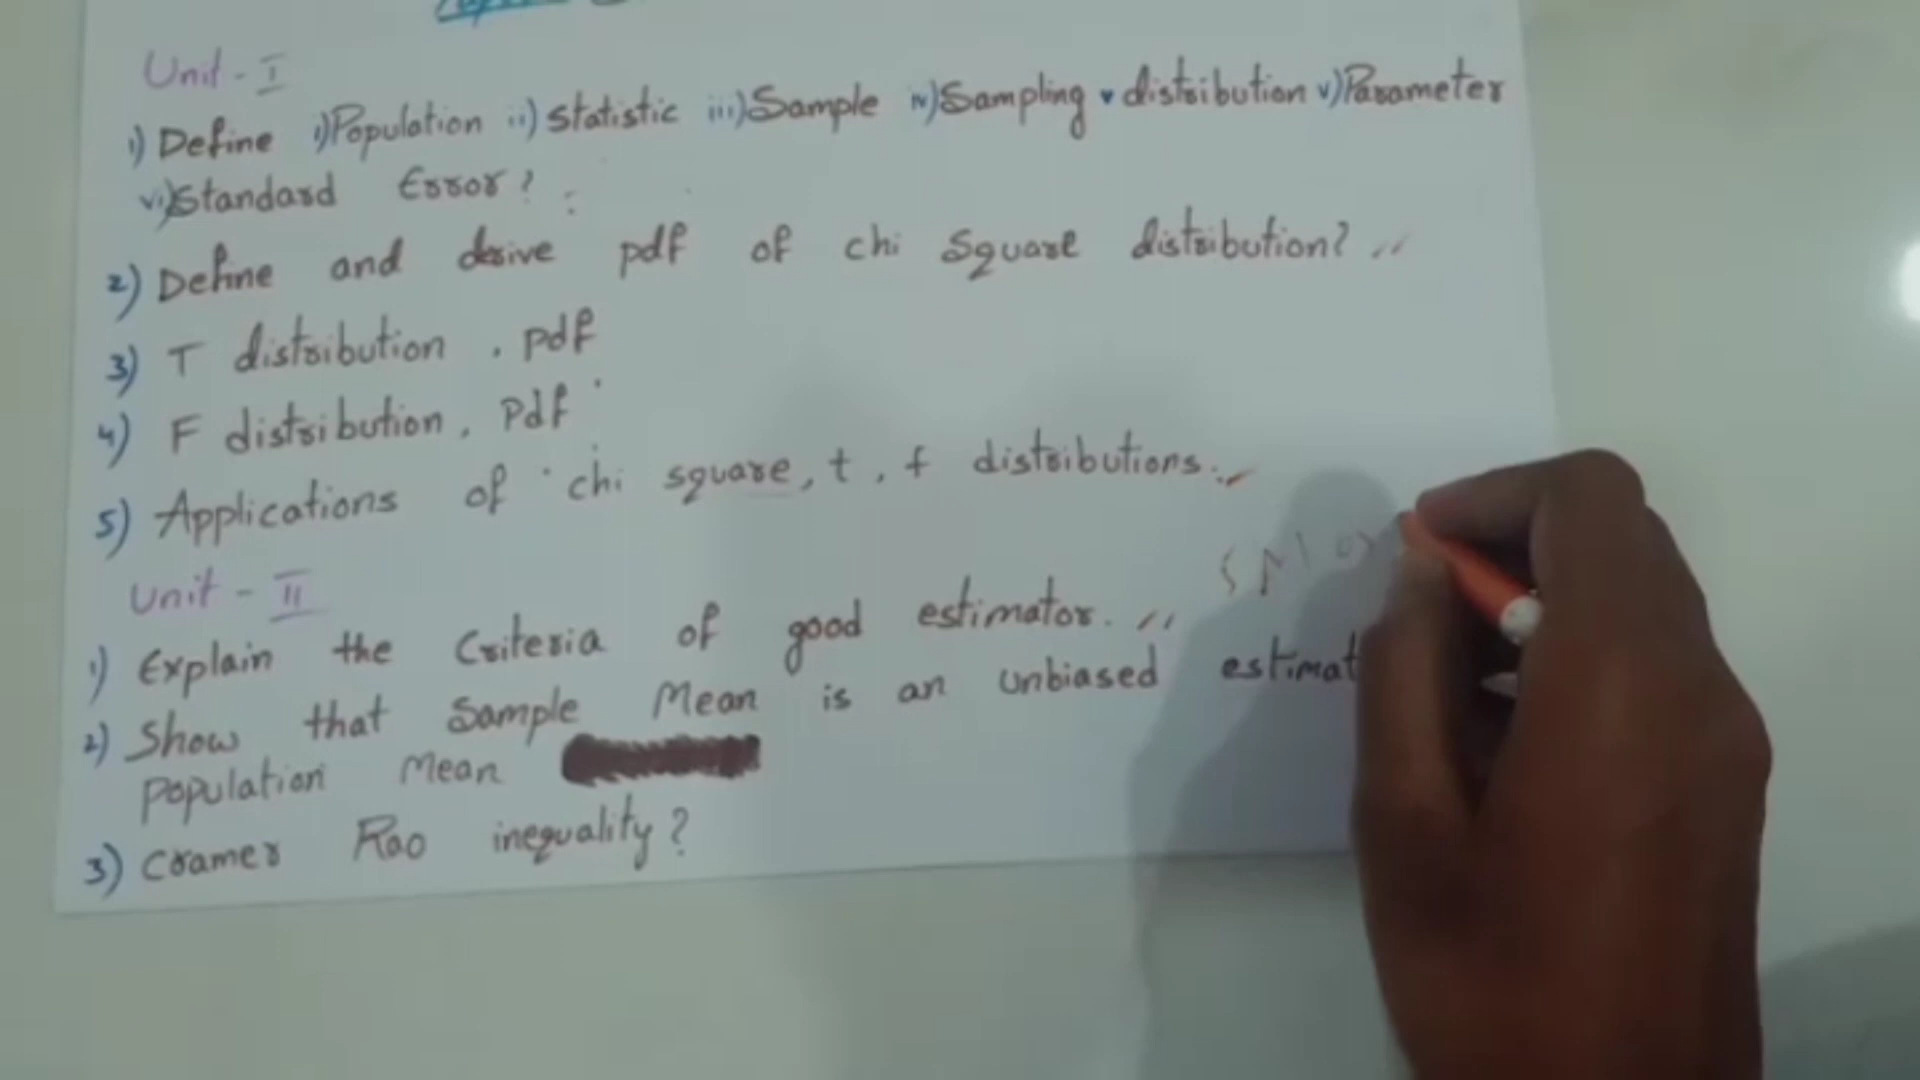 Unit - I
1) Define i) Population ii) Statistic iii) Sample iv) Sampling distribution v) Parameter
vi) Standard Error? :
2) Define and derive pdf of chi Square distribution? ,,
3) T distribution . pdf
4) F distribution . Pdf
5) Applications of chi square, t , f distributions.
Unit - II
1) Explain the Criteria of good estimator. ,,
2) Show that Sample Mean is an unbiased estimat
Population Mean
3) Cramer Rao inequality?